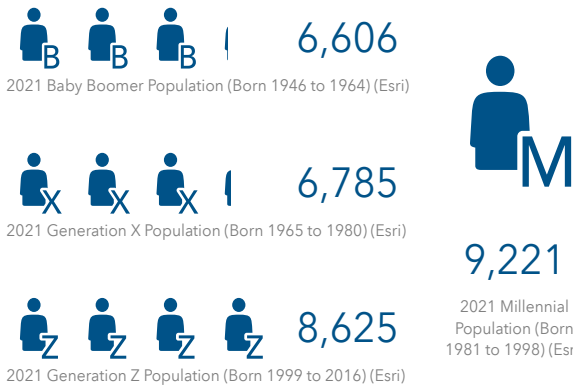 B B B
6,606
2021 Baby Boomer Population (Born 1946 to 1964) (Esri)
X X X
6,785
2021 Generation X Population (Born 1965 to 1980) (Esri)
Z Z Z Z
8,625
2021 Generation Z Population (Born 1999 to 2016) (Esri)
M
9,221
2021 Millennial
Population (Born
1981 to 1998)